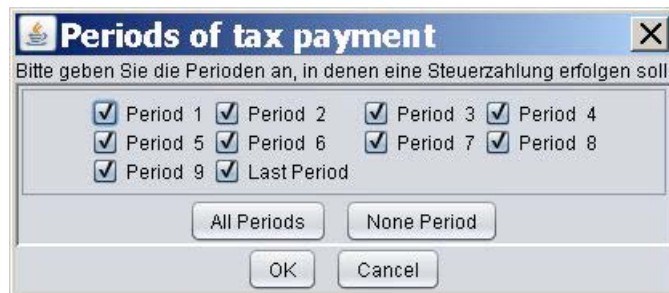 Periods of tax payment
Bitte geben Sie die Perioden an, in denen eine Steuerzahlung erfolgen soll
Period 1 Period 2 Period 3 Period 4
Period 5 Period 6 Period 7 Period 8
Period 9 Last Period
All Periods None Period
OK Cancel